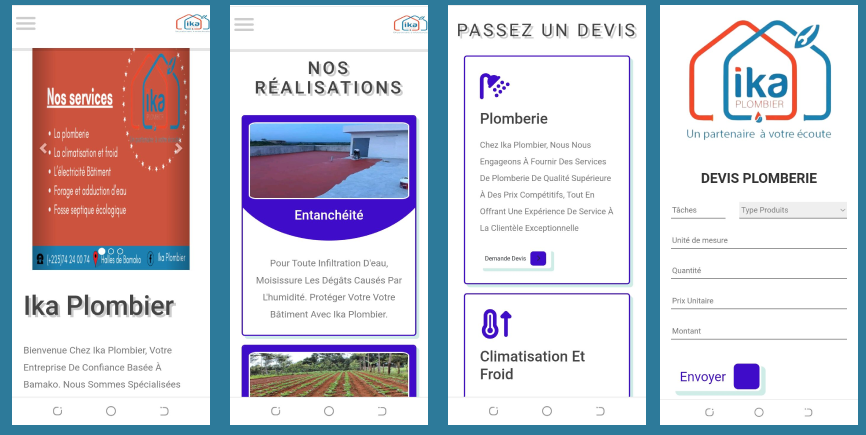 ika
Nos services
ika
PLOMBIER
• La plomberie
• La climatisation et froid
• L'électricité Bâtiment
• Forage et adduction d'eau
• Fosse septique écologique
(+223)74 24 00 74
Halles de Bamako
Ika Plombier
Ika Plombier
Bienvenue Chez Ika Plombier, Votre
Entreprise De Confiance Basée À
Bamako. Nous Sommes Spécialisées
ika
NOS
RÉALISATIONS
Entanchéité
Pour Toute Infiltration D'eau,
Moisissure Les Dégâts Causés Par
L'humidité. Protéger Votre Votre
Bâtiment Avec Ika Plombier.
PASSEZ UN DEVIS
Plomberie
Chez Ika Plombier, Nous Nous
Engageons À Fournir Des Services
De Plomberie De Qualité Supérieure
À Des Prix Compétitifs, Tout En
Offrant Une Expérience De Service À
La Clientèle Exceptionnelle
Demande Devis
Climatisation Et
Froid
ika
PLOMBIER
Un partenaire à votre écoute
DEVIS PLOMBERIE
Tâches
Type Produits
Unité de mesure
Quantité
Prix Unitaire
Montant
Envoyer